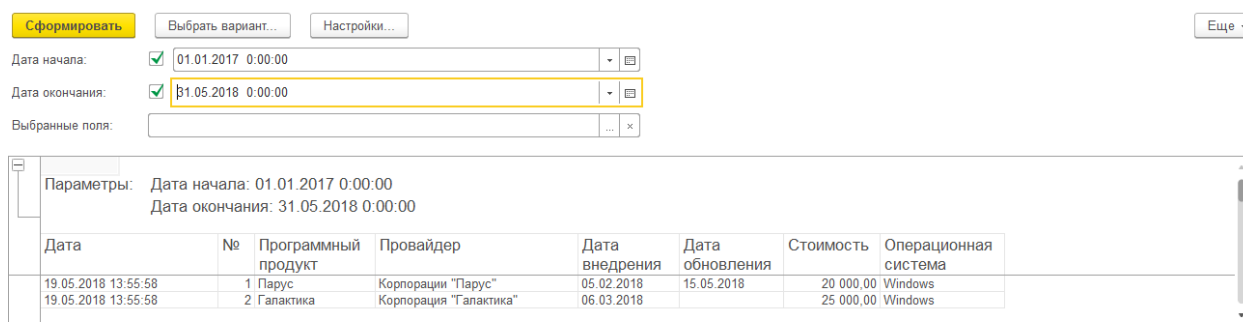 Сформировать Выбрать вариант... Настройки... Еще
Дата начала: 01.01.2017 0:00:00
Дата окончания: 31.05.2018 0:00:00
Выбранные поля: ... ×
Параметры: Дата начала: 01.01.2017 0:00:00
Дата окончания: 31.05.2018 0:00:00
Дата № Программный Провайдер Дата Дата Стоимость Операционная
продукт внедрения обновления система
19.05.2018 13:55:58 1 Парус Корпорации "Парус" 05.02.2018 15.05.2018 20 000,00 Windows
19.05.2018 13:55:58 2 Галактика Корпорация "Галактика" 06.03.2018 25 000,00 Windows